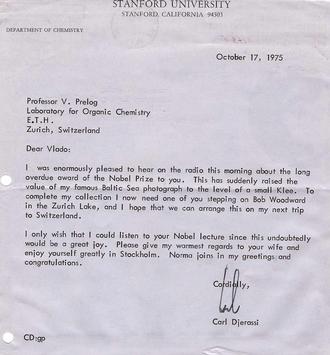 STANFORD UNIVERSITY
STANFORD, CALIFORNIA 94305
DEPARTMENT OF CHEMISTRY
October 17, 1975
Professor V. Prelog
Laboratory for Organic Chemistry
E.T.H.
Zurich, Switzerland
Dear Vlado:
I was enormously pleased to hear on the radio this morning about the long
overdue award of the Nobel Prize to you. This has suddenly raised the
value of my famous Baltic Sea photograph to the level of a small Klee. To
complete my collection I now need one of you stepping on Bob Woodward
in the Zurich Lake, and I hope that we can arrange this on my next trip
to Switzerland.
I only wish that I could listen to your Nobel lecture since this undoubtedly
would be a great joy. Please give my warmest regards to your wife and
enjoy yourself greatly in Stockholm. Norma joins in my greetings and
congratulations.
Cordially,
Carl
Carl Djerassi
CD:gp